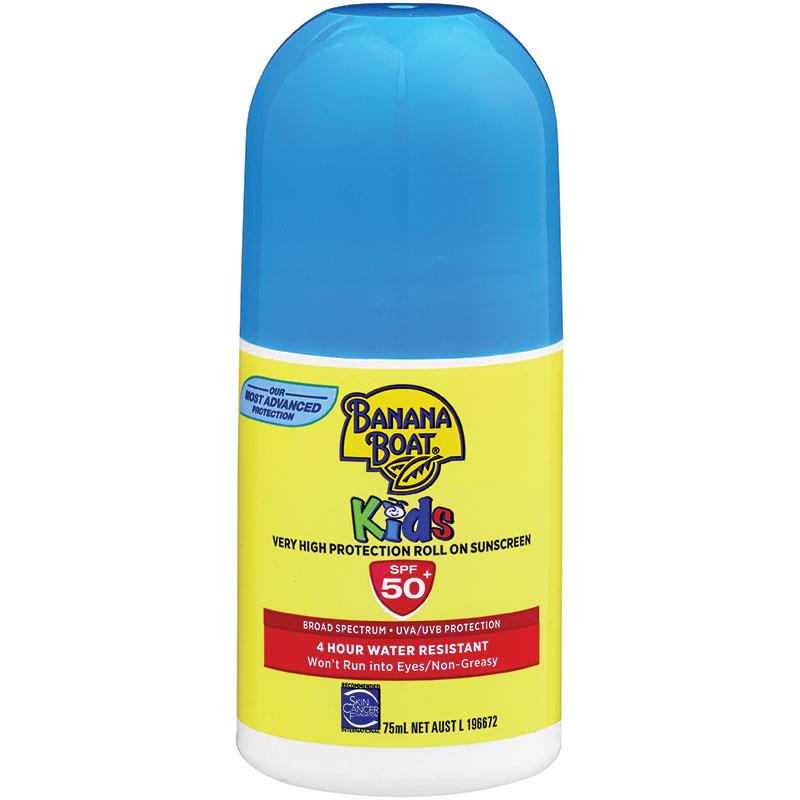 OUR
MOST ADVANCED
PROTECTION
BANANA
BOAT®
Kids
VERY HIGH PROTECTION ROLL ON SUNSCREEN
SPF
50+
BROAD SPECTRUM • UVA/UVB PROTECTION
4 HOUR WATER RESISTANT
Won't Run into Eyes/Non-Greasy
RECOMMENDED
SKIN
CANCER
FOUNDATION
INTERNATIONAL
75mL NET AUST L 196672